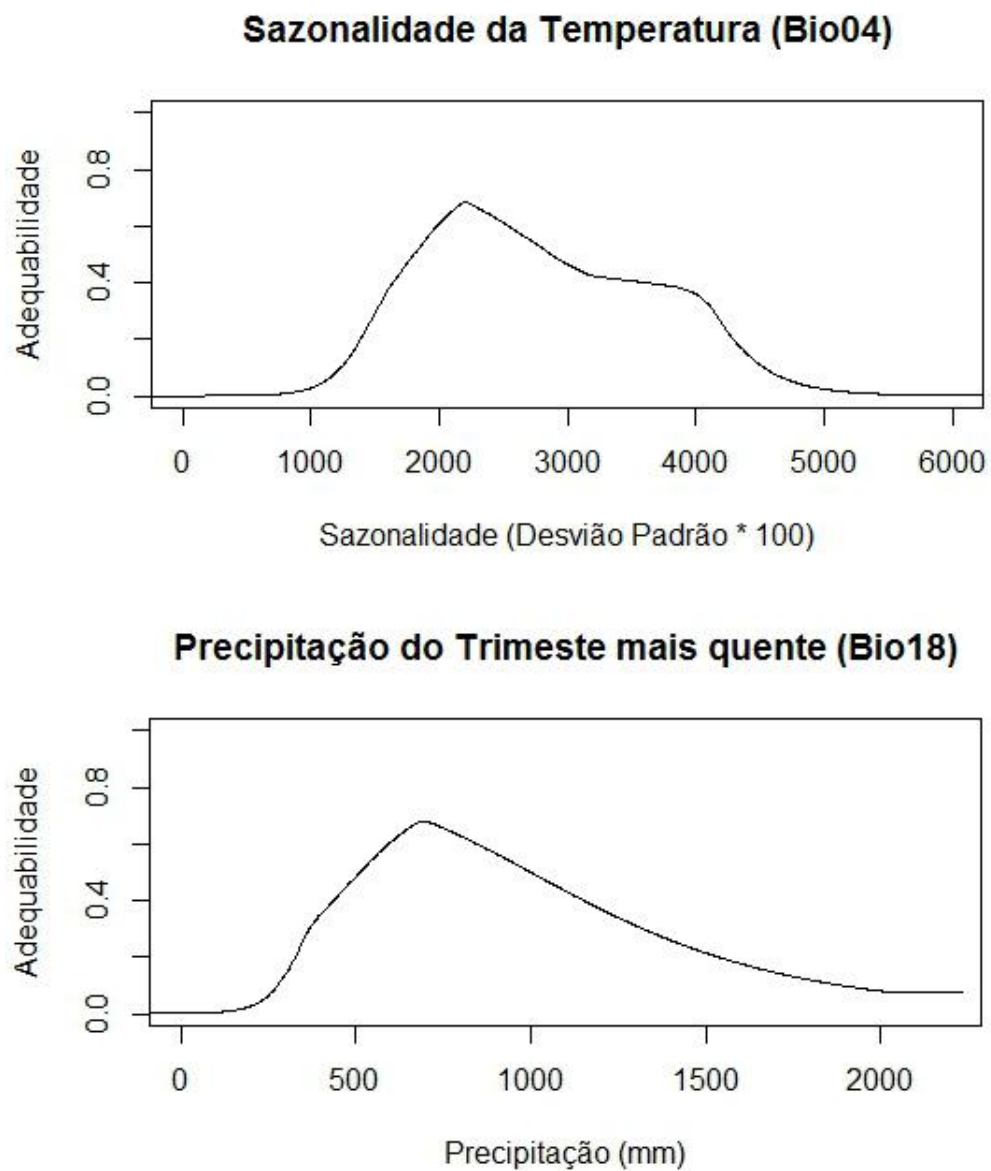 Sazonalidade da Temperatura (Bio04)
Adequabilidade
0.8
0.4
0.0
0 1000 2000 3000 4000 5000 6000
Sazonalidade (Desvião Padrão * 100)
Precipitação do Trimeste mais quente (Bio18)
Adequabilidade
0.8
0.4
0.0
0 500 1000 1500 2000
Precipitação (mm)